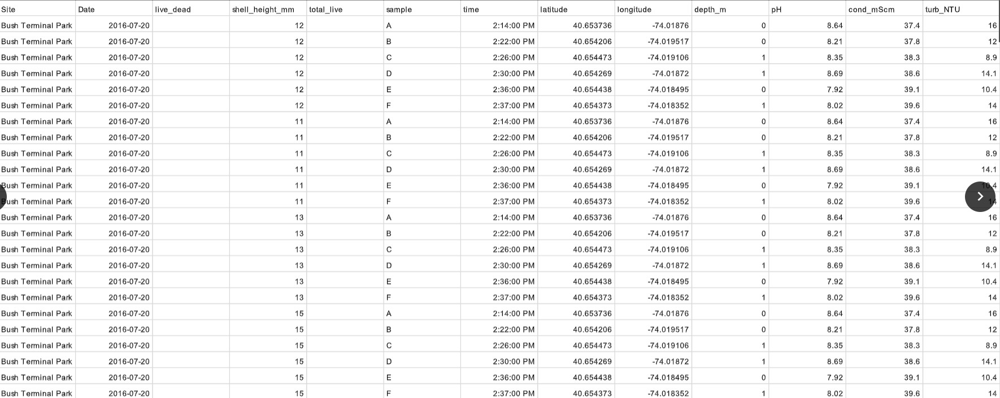 Site Date live_dead shell_height_mm total_live sample time latitude longitude depth_m pH cond_mScm turb_NTU
Bush Terminal Park 2016-07-20 12 A 2:14:00 PM 40.653736 -74.01876 0 8.64 37.4 16
Bush Terminal Park 2016-07-20 12 B 2:22:00 PM 40.654206 -74.019517 0 8.21 37.8 12
Bush Terminal Park 2016-07-20 12 C 2:26:00 PM 40.654473 -74.019106 1 8.35 38.3 8.9
Bush Terminal Park 2016-07-20 12 D 2:30:00 PM 40.654269 -74.01872 1 8.69 38.6 14.1
Bush Terminal Park 2016-07-20 12 E 2:36:00 PM 40.654438 -74.018495 0 7.92 39.1 10.4
Bush Terminal Park 2016-07-20 12 F 2:37:00 PM 40.654373 -74.018352 1 8.02 39.6 14
Bush Terminal Park 2016-07-20 11 A 2:14:00 PM 40.653736 -74.01876 0 8.64 37.4 16
Bush Terminal Park 2016-07-20 11 B 2:22:00 PM 40.654206 -74.019517 0 8.21 37.8 12
Bush Terminal Park 2016-07-20 11 C 2:26:00 PM 40.654473 -74.019106 1 8.35 38.3 8.9
Bush Terminal Park 2016-07-20 11 D 2:30:00 PM 40.654269 -74.01872 1 8.69 38.6 14.1
Bush Terminal Park 2016-07-20 11 E 2:36:00 PM 40.654438 -74.018495 0 7.92 39.1 10.4
Bush Terminal Park 2016-07-20 11 F 2:37:00 PM 40.654373 -74.018352 1 8.02 39.6 14
Bush Terminal Park 2016-07-20 13 A 2:14:00 PM 40.653736 -74.01876 0 8.64 37.4 16
Bush Terminal Park 2016-07-20 13 B 2:22:00 PM 40.654206 -74.019517 0 8.21 37.8 12
Bush Terminal Park 2016-07-20 13 C 2:26:00 PM 40.654473 -74.019106 1 8.35 38.3 8.9
Bush Terminal Park 2016-07-20 13 D 2:30:00 PM 40.654269 -74.01872 1 8.69 38.6 14.1
Bush Terminal Park 2016-07-20 13 E 2:36:00 PM 40.654438 -74.018495 0 7.92 39.1 10.4
Bush Terminal Park 2016-07-20 13 F 2:37:00 PM 40.654373 -74.018352 1 8.02 39.6 14
Bush Terminal Park 2016-07-20 15 A 2:14:00 PM 40.653736 -74.01876 0 8.64 37.4 16
Bush Terminal Park 2016-07-20 15 B 2:22:00 PM 40.654206 -74.019517 0 8.21 37.8 12
Bush Terminal Park 2016-07-20 15 C 2:26:00 PM 40.654473 -74.019106 1 8.35 38.3 8.9
Bush Terminal Park 2016-07-20 15 D 2:30:00 PM 40.654269 -74.01872 1 8.69 38.6 14.1
Bush Terminal Park 2016-07-20 15 E 2:36:00 PM 40.654438 -74.018495 0 7.92 39.1 10.4
Bush Terminal Park 2016-07-20 15 F 2:37:00 PM 40.654373 -74.018352 1 8.02 39.6 14